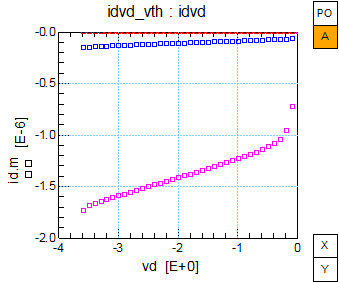 idvd_vth : idvd
PO
A
-0.0
-0.5
-1.0
-1.5
-2.0
id.m [E-6]
-4 -3 -2 -1 0
vd [E+0]
X
Y